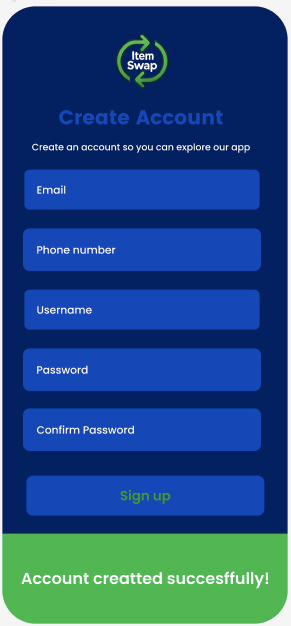 Item
Swap
Create Account
Create an account so you can explore our app
Email
Phone number
Username
Password
Confirm Password
Sign up
Account creatted succesffully!